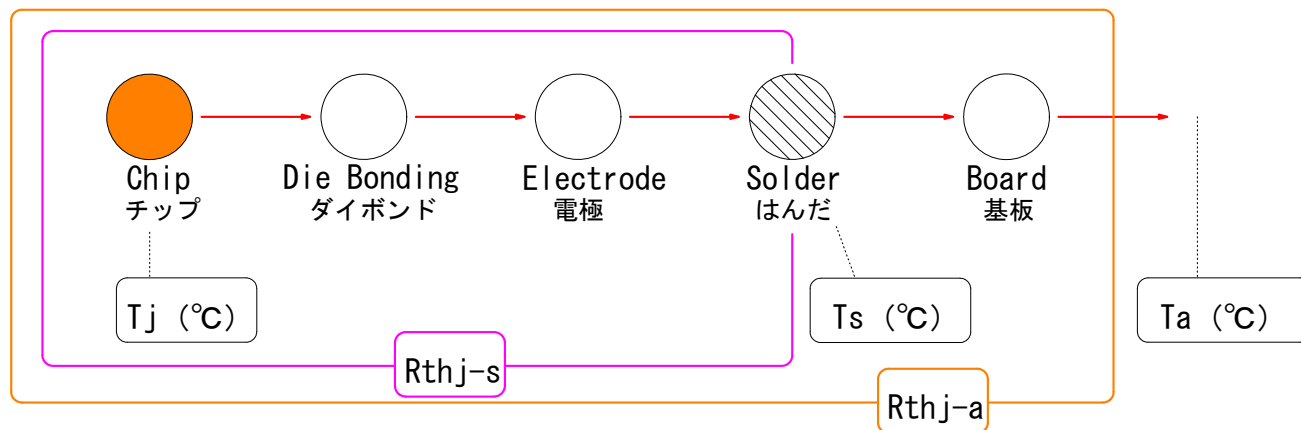 Chip
チップ
Die Bonding
ダイボンド
Electrode
電極
Solder
はんだ
Board
基板
Tj (℃)
Ts (℃)
Ta (℃)
Rthj-s
Rthj-a